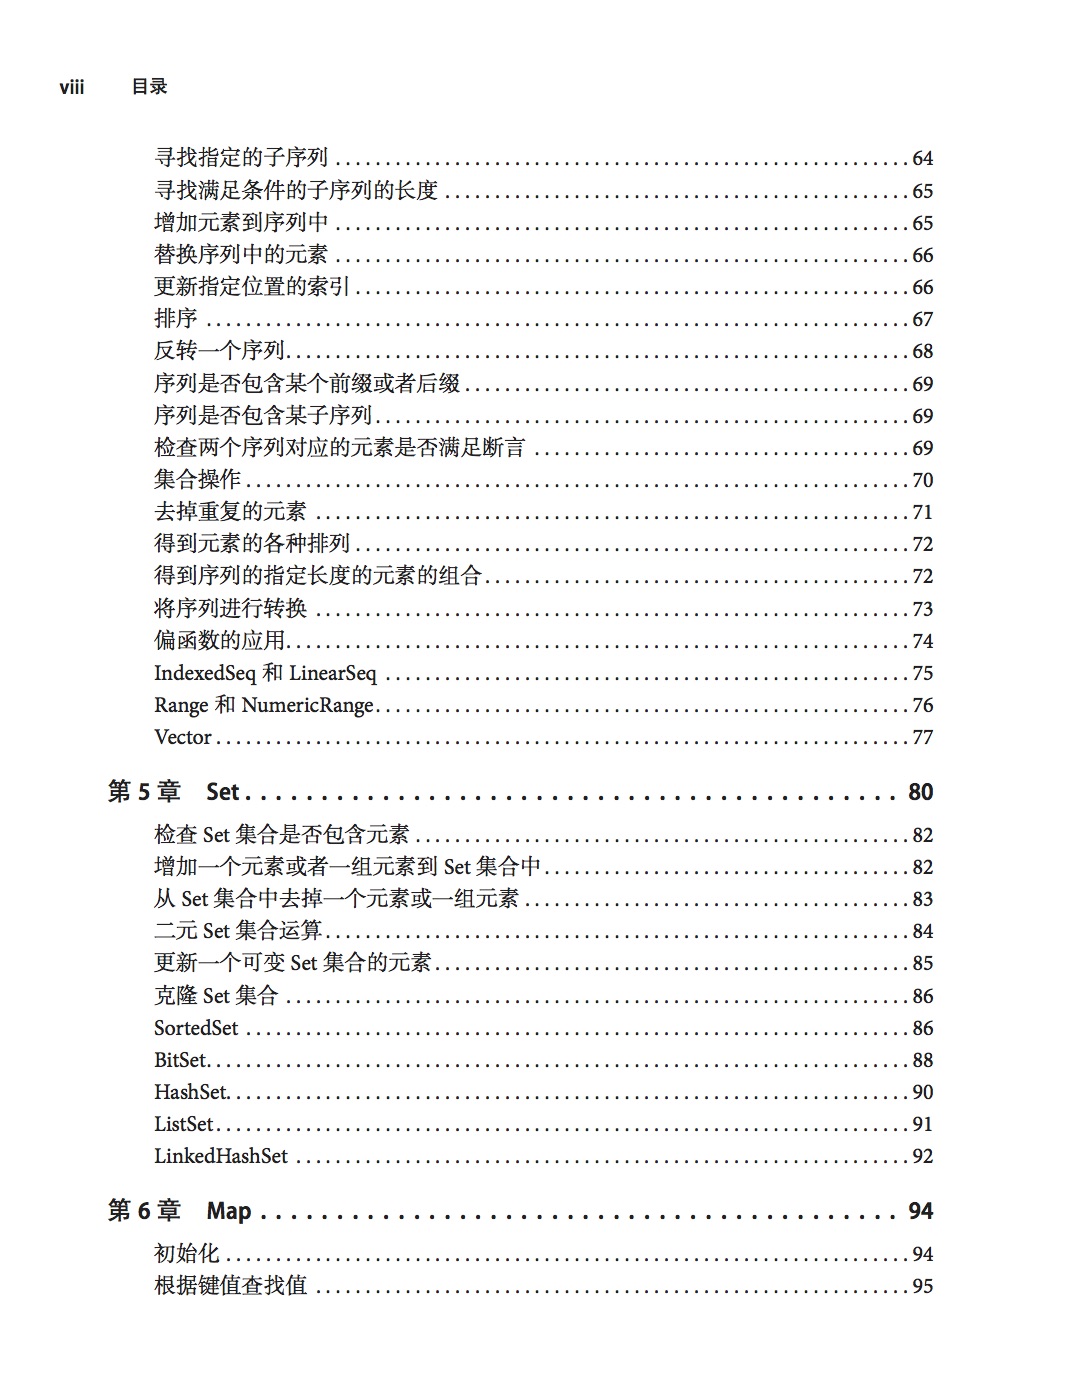 viii 目录
寻找指定的子序列 . . . . . . . . . . . . . . . . . . . . 64
寻找满足条件的子序列的长度 . . . . . . . . . . . . . . . . . . . . 65
增加元素到序列中 . . . . . . . . . . . . . . . . . . . . 65
替换序列中的元素 . . . . . . . . . . . . . . . . . . . . 66
更新指定位置的索引 . . . . . . . . . . . . . . . . . . . . 66
排序 . . . . . . . . . . . . . . . . . . . . 67
反转一个序列 . . . . . . . . . . . . . . . . . . . . 68
序列是否包含某个前缀或者后缀 . . . . . . . . . . . . . . . . . . . . 69
序列是否包含某子序列 . . . . . . . . . . . . . . . . . . . . 69
检查两个序列对应的元素是否满足断言 . . . . . . . . . . . . . . . . . . . . 69
集合操作 . . . . . . . . . . . . . . . . . . . . 70
去掉重复的元素 . . . . . . . . . . . . . . . . . . . . 71
得到元素的各种排列 . . . . . . . . . . . . . . . . . . . . 72
得到序列的指定长度的元素的组合 . . . . . . . . . . . . . . . . . . . . 72
将序列进行转换 . . . . . . . . . . . . . . . . . . . . 73
偏函数的应用 . . . . . . . . . . . . . . . . . . . . 74
IndexedSeq 和 LinearSeq . . . . . . . . . . . . . . . . . . . . 75
Range 和 NumericRange . . . . . . . . . . . . . . . . . . . . 76
Vector . . . . . . . . . . . . . . . . . . . . 77
第 5 章 Set . . . . . . . . . . . . . . . . . . . . 80
检查 Set 集合是否包含元素 . . . . . . . . . . . . . . . . . . . . 82
增加一个元素或者一组元素到 Set 集合中 . . . . . . . . . . . . . . . . . . . . 82
从 Set 集合中去掉一个元素或一组元素 . . . . . . . . . . . . . . . . . . . . 83
二元 Set 集合运算 . . . . . . . . . . . . . . . . . . . . 84
更新一个可变 Set 集合的元素 . . . . . . . . . . . . . . . . . . . . 85
克隆 Set 集合 . . . . . . . . . . . . . . . . . . . . 86
SortedSet . . . . . . . . . . . . . . . . . . . . 86
BitSet . . . . . . . . . . . . . . . . . . . . 88
HashSet . . . . . . . . . . . . . . . . . . . . 90
ListSet . . . . . . . . . . . . . . . . . . . . 91
LinkedHashSet . . . . . . . . . . . . . . . . . . . . 92
第 6 章 Map . . . . . . . . . . . . . . . . . . . . 94
初始化 . . . . . . . . . . . . . . . . . . . . 94
根据键值查找值 . . . . . . . . . . . . . . . . . . . . 95